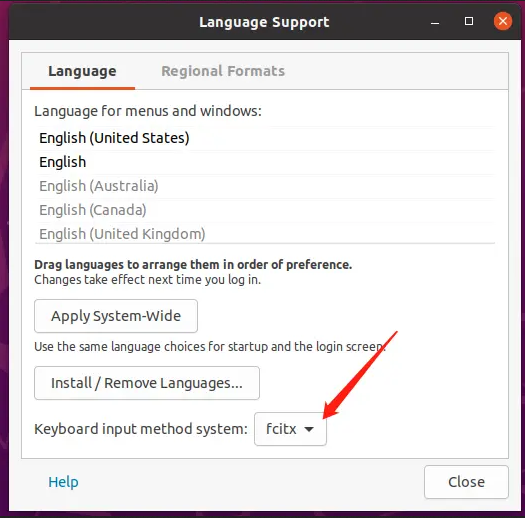 Language Support
Language
Regional Formats
Language for menus and windows:
English (United States)
English
English (Australia)
English (Canada)
English (United Kingdom)
Drag languages to arrange them in order of preference.
Changes take effect next time you log in.
Apply System-Wide
Use the same language choices for startup and the login screen.
Install / Remove Languages...
Keyboard input method system: fcitx
Help
Close